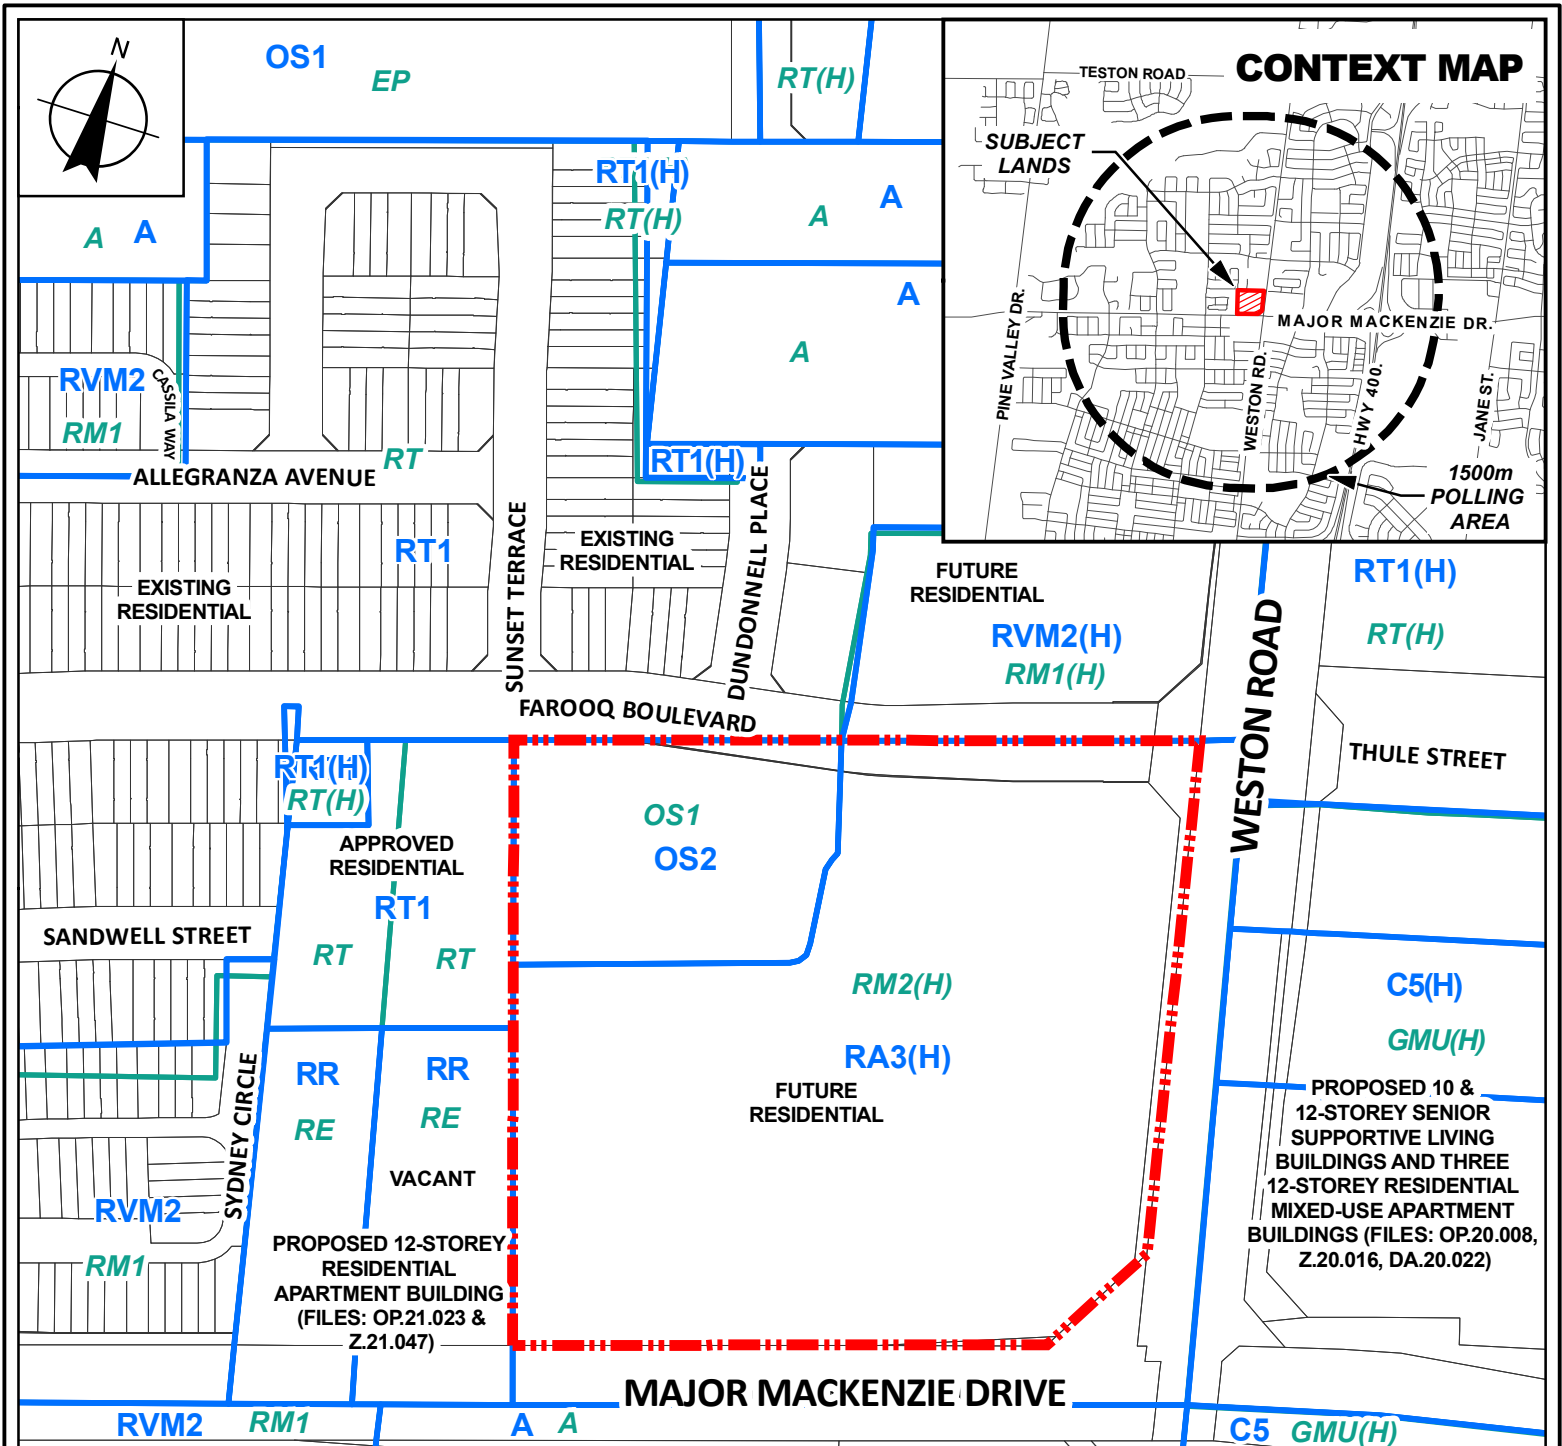 N
OS1
EP
RT(H)
CONTEXT MAP
TESTON ROAD
SUBJECT
LANDS
PINE VALLEY DR.
MAJOR MACKENZIE DR.
WESTON RD.
HWY 400.
JANE ST.
1500m
POLLING
AREA
A
A
RT1(H)
RT(H)
A
A
A
A
RVM2
RM1
CASSILA WAY
RT
ALLEGRANZA AVENUE
RT1(H)
RT1
EXISTING
RESIDENTIAL
SUNSET TERRACE
EXISTING
RESIDENTIAL
DUNDONNELL PLACE
FUTURE
RESIDENTIAL
RVM2(H)
RM1(H)
RT1(H)
RT(H)
WESTON ROAD
FAROOQ BOULEVARD
THULE STREET
RT1(H)
RT(H)
APPROVED
RESIDENTIAL
RT1
RT
RT
OS1
OS2
SANDWELL STREET
RM2(H)
RA3(H)
FUTURE
RESIDENTIAL
C5(H)
GMU(H)
PROPOSED 10 &
12-STOREY SENIOR
SUPPORTIVE LIVING
BUILDINGS AND THREE
12-STOREY RESIDENTIAL
MIXED-USE APARTMENT
BUILDINGS (FILES: OP.20.008,
Z.20.016, DA.20.022)
SYDNEY CIRCLE
RR
RE
RR
RE
VACANT
RVM2
RM1
PROPOSED 12-STOREY
RESIDENTIAL
APARTMENT BUILDING
(FILES: OP.21.023 &
Z.21.047)
MAJOR MACKENZIE DRIVE
RVM2
RM1
A
A
C5
GMU(H)